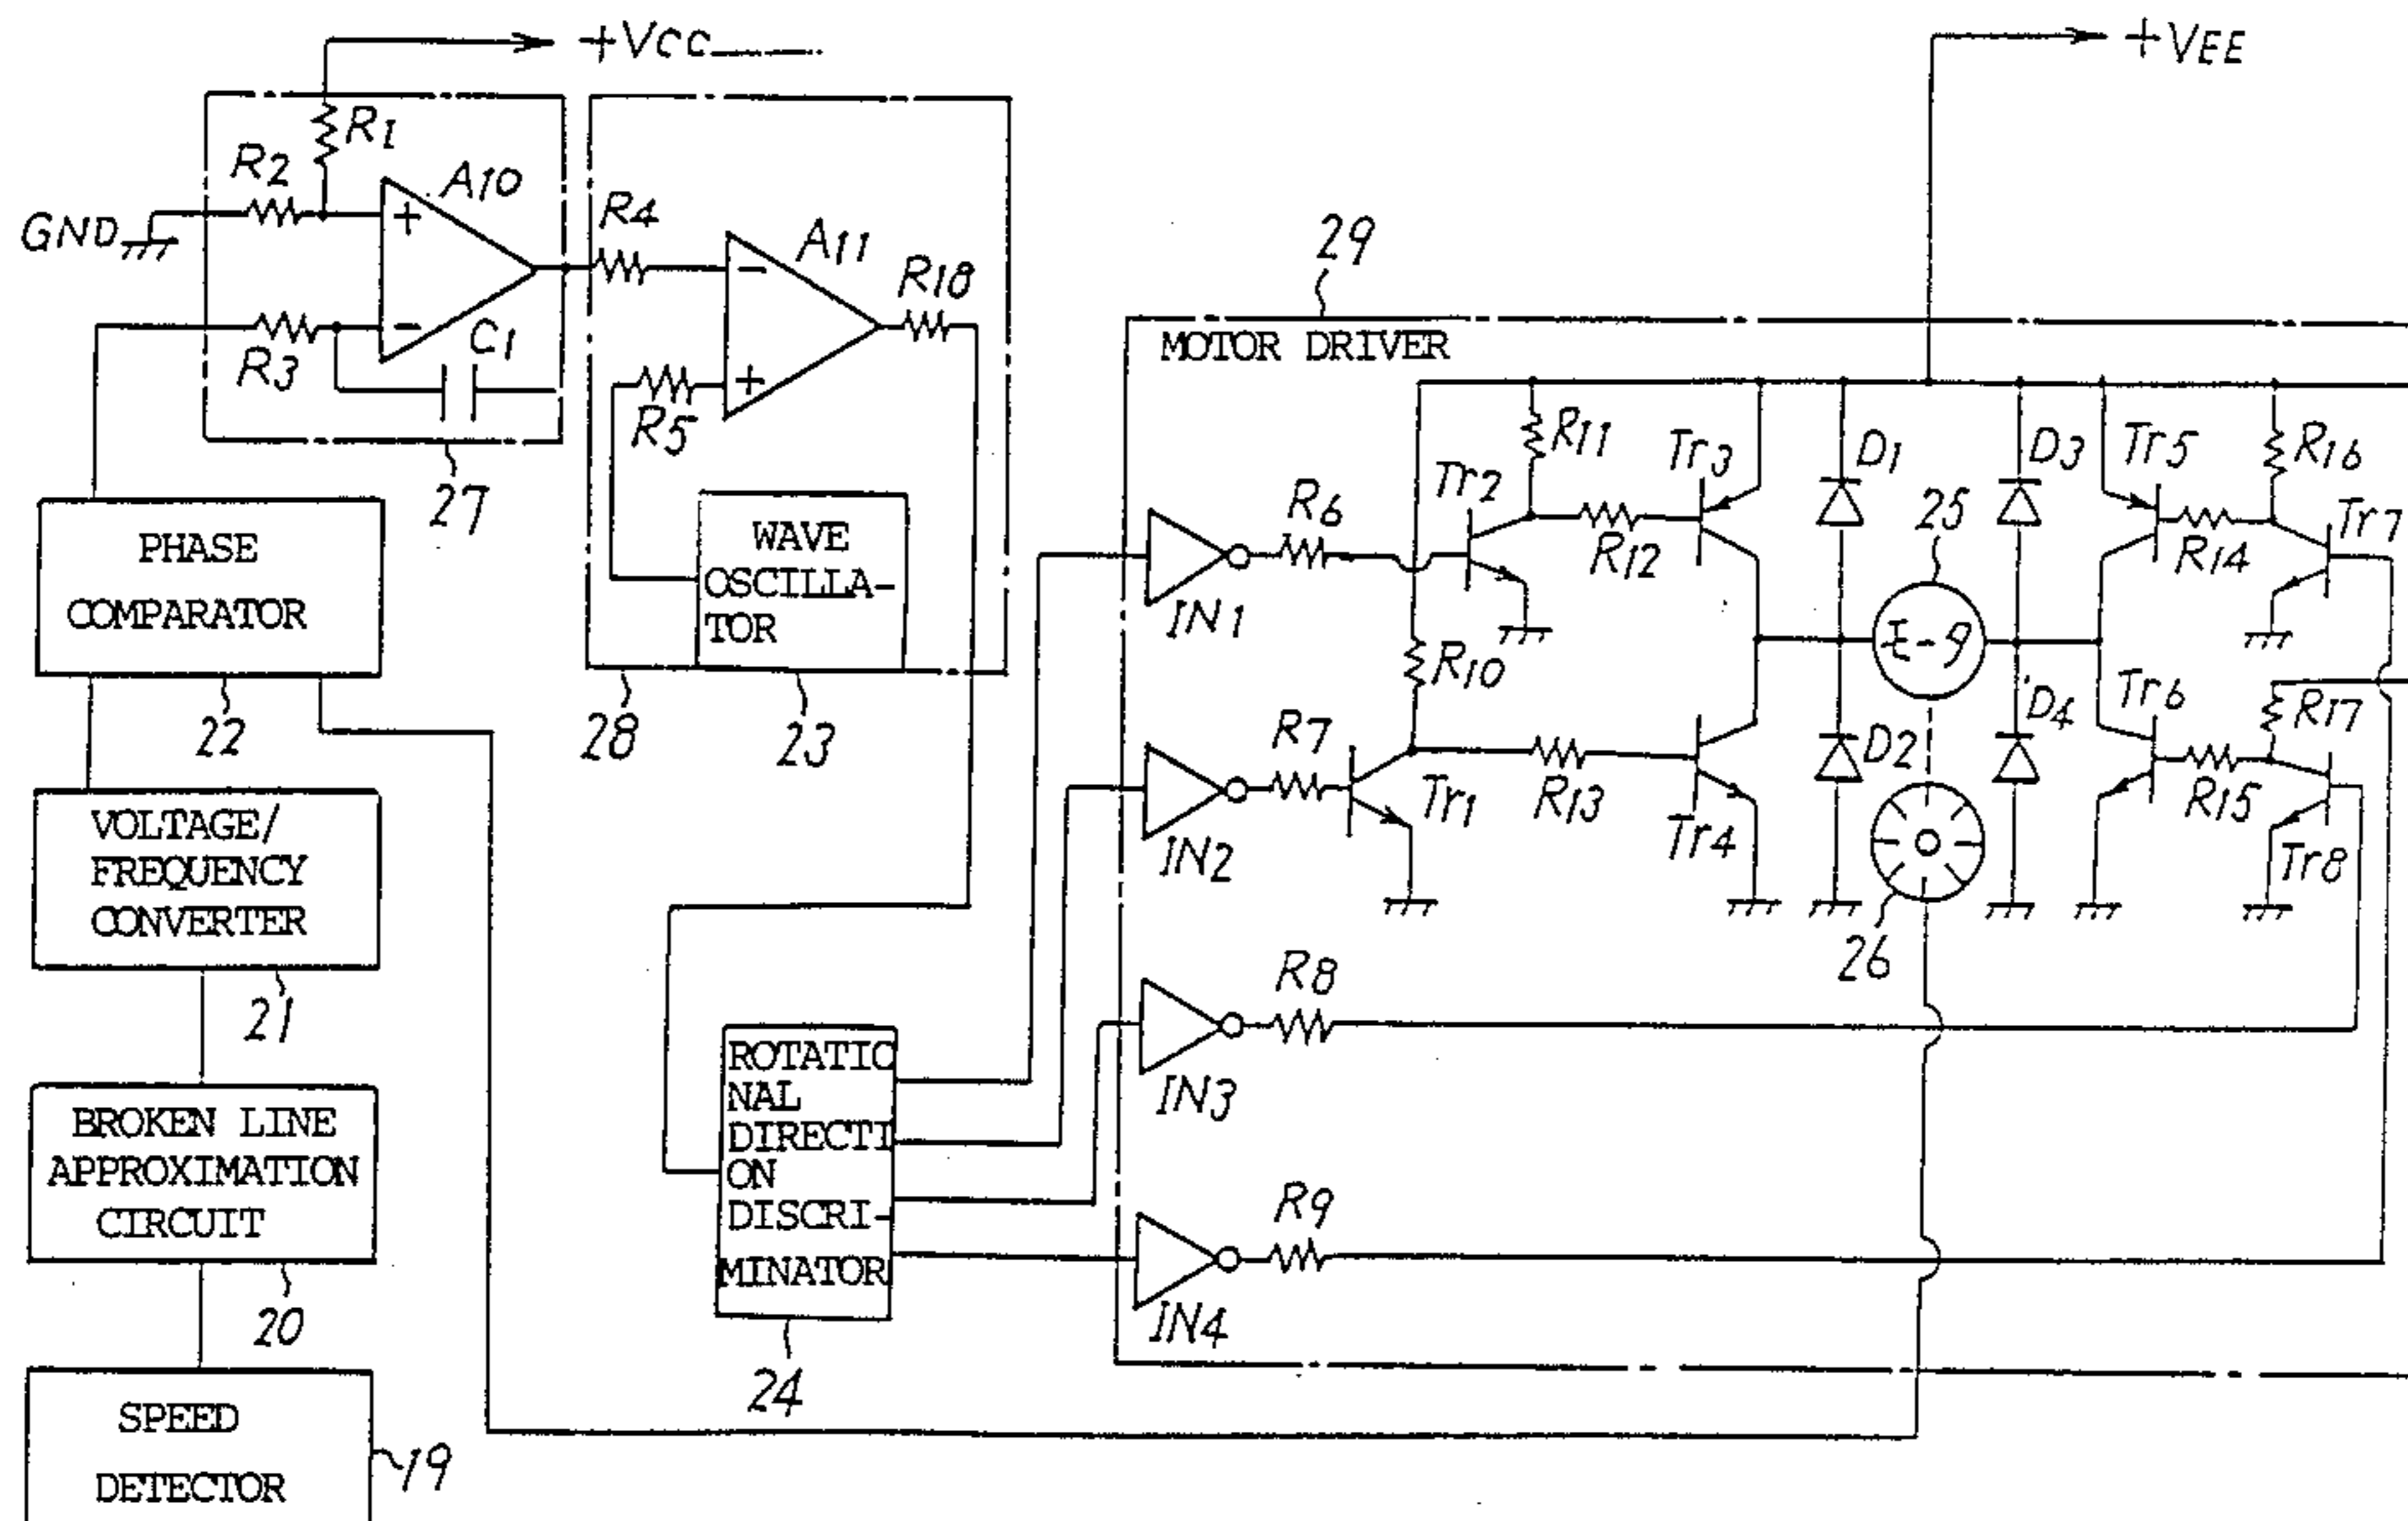 +VCC
+VEE
R1
R2
A10
GND
R4
A11
R18
29
MOTOR DRIVER
R3
C1
R5
27
R11
Tr3
D1
D3
Tr5
R16
Tr2
25
Tr7
R6
R12
R14
PHASE
COMPARATOR
WAVE
OSCILLA-
TOR
IN1
R10
Tr6
R17
22
28
23
R7
D2
D4
R13
Tr1
Tr4
R15
Tr8
IN2
VOLTAGE/
FREQUENCY
CONVERTER
26
21
R8
IN3
ROTATIO
NAL
DIRECTI
ON
DISCRI-
MINATOR
BROKEN LINE
APPROXIMATION
CIRCUIT
R9
IN4
20
24
SPEED
DETECTOR
19